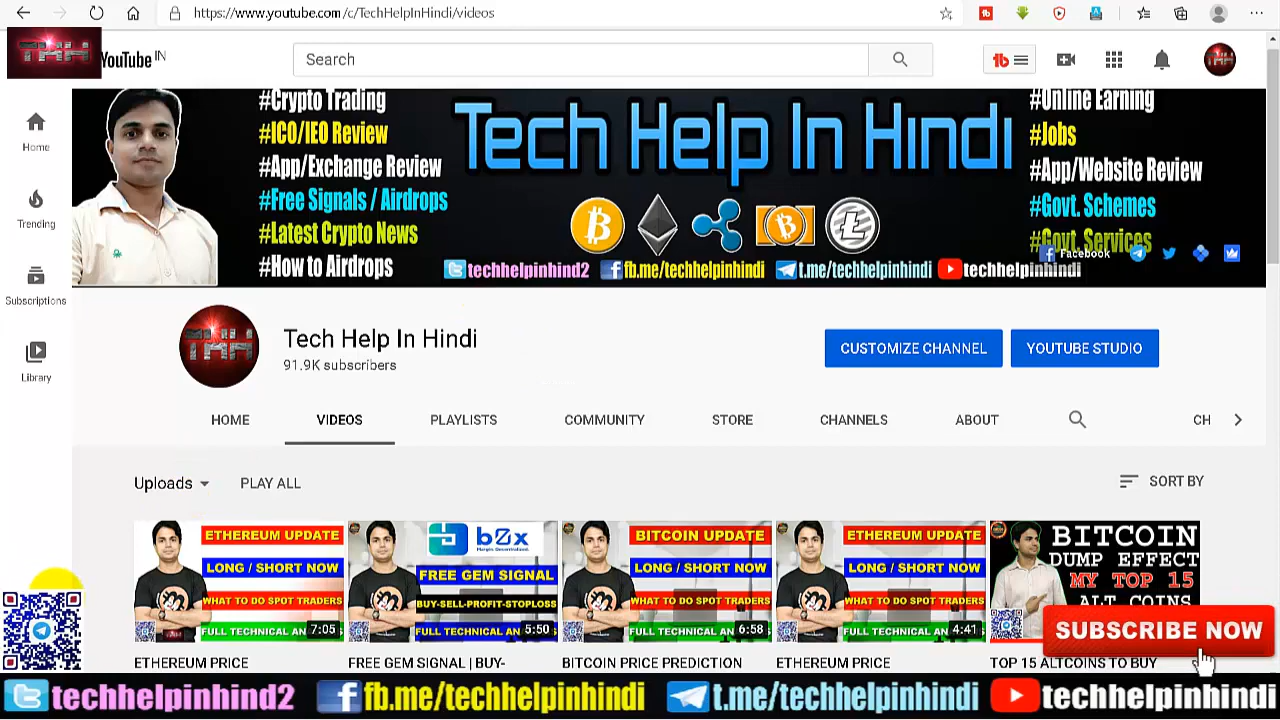 https://www.youtube.com/c/TechHelpInHindi/videos
THH
YouTube IN
Search
tb
THH
Home
Trending
Subscriptions
Library
#Crypto Trading
#ICO/IEO Review
#App/Exchange Review
#Free Signals / Airdrops
#Latest Crypto News
#How to Airdrops
Tech Help In Hindi
techhelpinhind2
fb.me/techhelpinhindi
t.me/techhelpinhindi
techhelpinhindi
#Online Earning
#Jobs
#App/Website Review
#Govt. Schemes
#Govt. Services
Facebook
THH
Tech Help In Hindi
91.9K subscribers
CUSTOMIZE CHANNEL
YOUTUBE STUDIO
HOME
VIDEOS
PLAYLISTS
COMMUNITY
STORE
CHANNELS
ABOUT
CH
Uploads
PLAY ALL
SORT BY
ETHEREUM UPDATE
LONG / SHORT NOW
WHAT TO DO SPOT TRADERS
FULL TECHNICAL AN
7:05
ETHEREUM PRICE
b0x
Margin. Decentralized.
FREE GEM SIGNAL
BUY-SELL-PROFIT-STOPLOSS
FULL TECHNICAL AN
5:50
FREE GEM SIGNAL | BUY-
BITCOIN UPDATE
LONG / SHORT NOW
WHAT TO DO SPOT TRADERS
FULL TECHNICAL AN
6:58
BITCOIN PRICE PREDICTION
ETHEREUM UPDATE
LONG / SHORT NOW
WHAT TO DO SPOT TRADERS
FULL TECHNICAL AN
4:41
ETHEREUM PRICE
BITCOIN
DUMP EFFECT
MY TOP 15
ALT COINS
TOP 15 ALTCOINS TO BUY
SUBSCRIBE NOW
techhelpinhind2
fb.me/techhelpinhindi
t.me/techhelpinhindi
techhelpinhindi